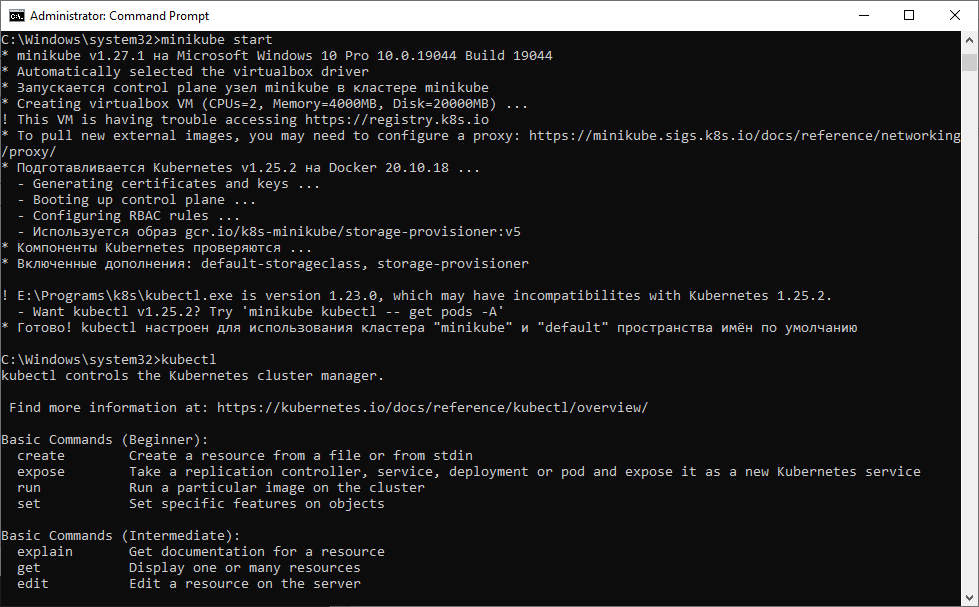 Administrator: Command Prompt
C:\Windows\system32>minikube start
* minikube v1.27.1 на Microsoft Windows 10 Pro 10.0.19044 Build 19044
* Automatically selected the virtualbox driver
* Запускается control plane узел minikube в кластере minikube
* Creating virtualbox VM (CPUs=2, Memory=4000MB, Disk=20000MB) ...
! This VM is having trouble accessing https://registry.k8s.io
* To pull new external images, you may need to configure a proxy: https://minikube.sigs.k8s.io/docs/reference/networking
/proxy/
* Подготавливается Kubernetes v1.25.2 на Docker 20.10.18 ...
  - Generating certificates and keys ...
  - Booting up control plane ...
  - Configuring RBAC rules ...
  - Используется образ gcr.io/k8s-minikube/storage-provisioner:v5
* Компоненты Kubernetes проверяются ...
* Включенные дополнения: default-storageclass, storage-provisioner
! E:\Programs\k8s\kubectl.exe is version 1.23.0, which may have incompatibilites with Kubernetes 1.25.2.
  - Want kubectl v1.25.2? Try 'minikube kubectl -- get pods -A'
* Готово! kubectl настроен для использования кластера "minikube" и "default" пространства имён по умолчанию
C:\Windows\system32>kubectl
kubectl controls the Kubernetes cluster manager.
 Find more information at: https://kubernetes.io/docs/reference/kubectl/overview/
Basic Commands (Beginner):
  create        Create a resource from a file or from stdin
  expose        Take a replication controller, service, deployment or pod and expose it as a new Kubernetes service
  run           Run a particular image on the cluster
  set           Set specific features on objects
Basic Commands (Intermediate):
  explain       Get documentation for a resource
  get           Display one or many resources
  edit          Edit a resource on the server